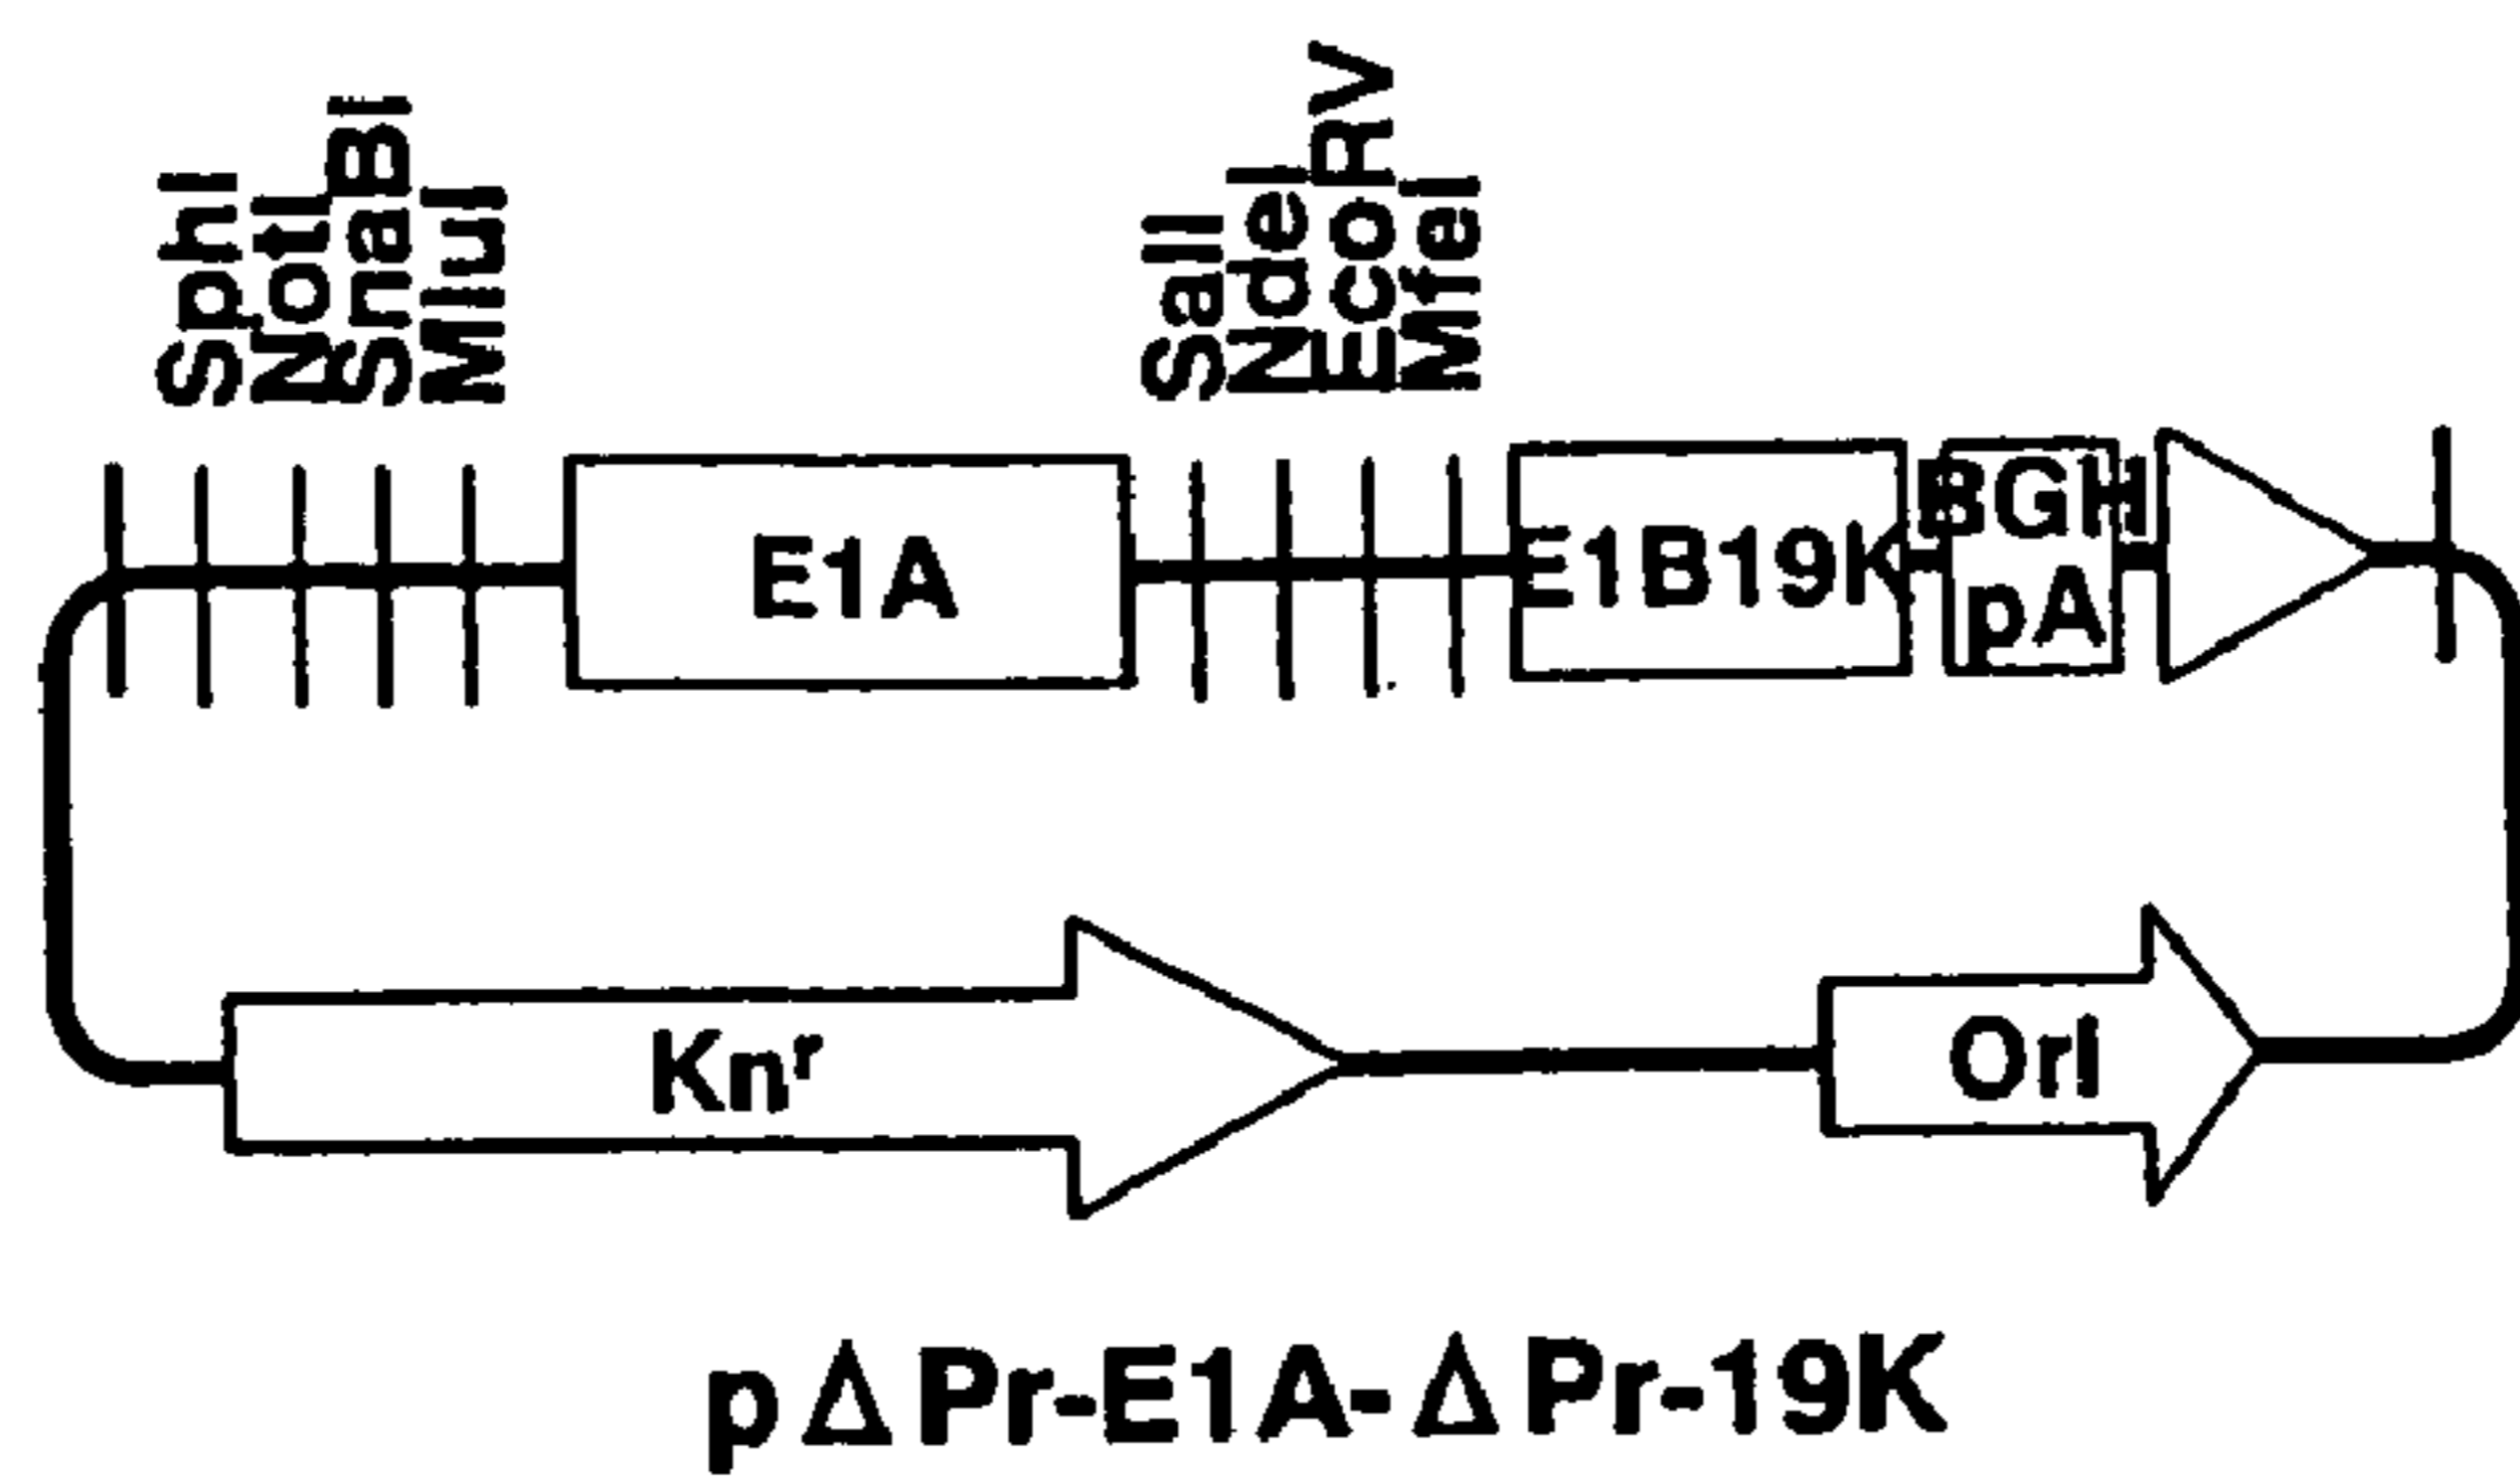 SphI
NotI
SnaBI
MluI
SalI
NdeI
EcoRV
MfeI
E1A
E1B19K
BGH
pA
Knʳ
OrI
pΔPr-E1A-ΔPr-19K